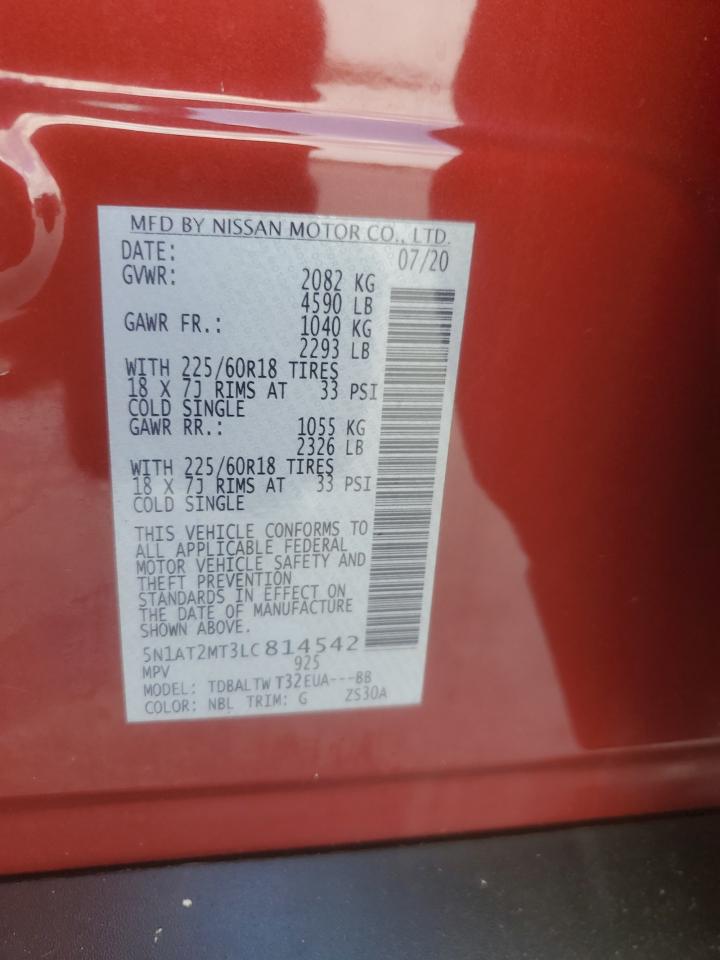 MFD BY NISSAN MOTOR CO., LTD.
DATE: 07/20
GVWR: 2082 KG
4590 LB
GAWR FR.: 1040 KG
2293 LB
WITH 225/60R18 TIRES
18 X 7J RIMS AT 33 PSI
COLD SINGLE
GAWR RR.: 1055 KG
2326 LB
WITH 225/60R18 TIRES
18 X 7J RIMS AT 33 PSI
COLD SINGLE
THIS VEHICLE CONFORMS TO
ALL APPLICABLE FEDERAL
MOTOR VEHICLE SAFETY AND
THEFT PREVENTION
STANDARDS IN EFFECT ON
THE DATE OF MANUFACTURE
SHOWN ABOVE.
5N1AT2MT3LC814542
MPV 925
MODEL: TDBALTW T32EUA---BB
COLOR: NBL TRIM: G ZS30A